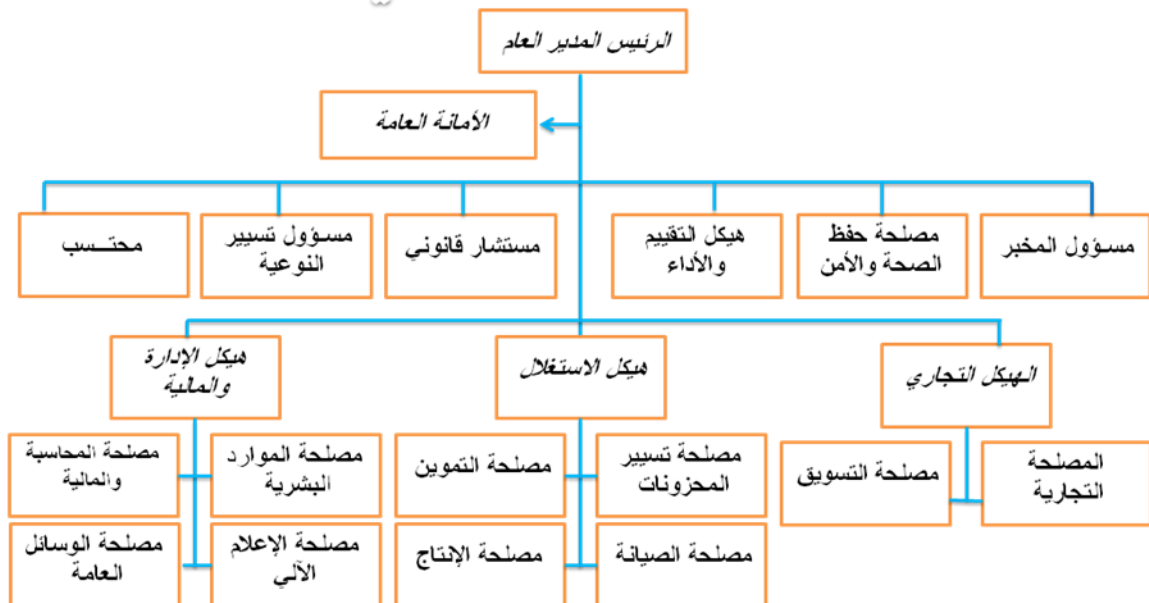 الرئيس المدير العام
الأمانة العامة
مسؤول المخبر
مصلحة حفظ
الصحة والأمن
هيكل التقييم
والأداء
مستشار قانوني
مسؤول تسيير
النوعية
محتــسب
الهيكل التجاري
هيكل الاستغلال
هيكل الإدارة
والمالية
المصلحة
التجارية
مصلحة التسويق
مصلحة تسيير
المحزونات
مصلحة التموين
مصلحة الصيانة
مصلحة الإنتاج
مصلحة الموارد
البشرية
مصلحة المحاسبة
والمالية
مصلحة الإعلام
الآلي
مصلحة الوسائل
العامة